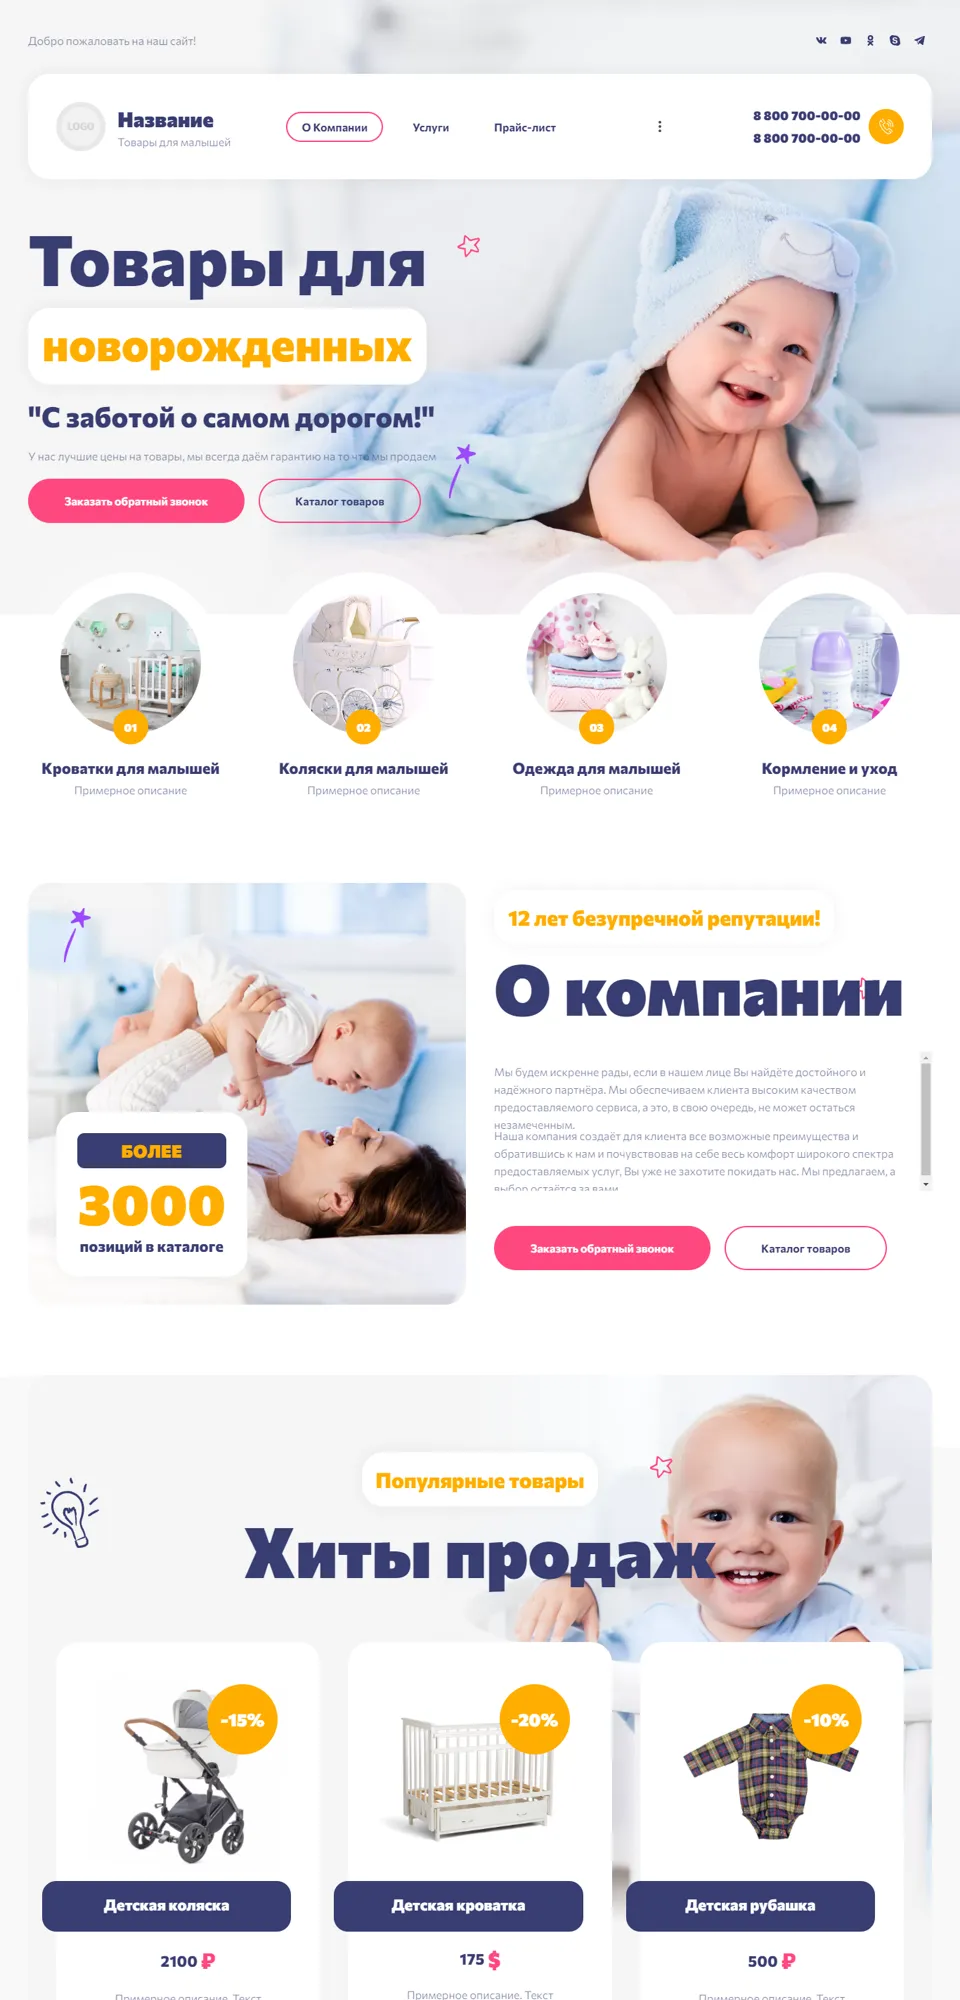 Добро пожаловать на наш сайт!
LOGO
Название
Товары для малышей
О Компании
Услуги
Прайс-лист
8 800 700-00-00
8 800 700-00-00
Товары для
новорожденных
"С заботой о самом дорогом!"
У нас лучшие цены на товары, мы всегда даём гарантию на то что мы продаем
Заказать обратный звонок
Каталог товаров
01
02
03
04
Кроватки для малышей
Коляски для малышей
Одежда для малышей
Кормление и уход
Примерное описание
Примерное описание
Примерное описание
Примерное описание
12 лет безупречной репутации!
О компании
Мы будем искренне рады, если в нашем лице Вы найдёте достойного и
надёжного партнёра. Мы обеспечиваем клиента высоким качеством
предоставляемого сервиса, а это, в свою очередь, не может остаться
незамеченным.
Наша компания создаёт для клиента все возможные преимущества и
обратившись к нам и почувствовав на себе весь комфорт широкого спектра
предоставляемых услуг, Вы уже не захотите покидать нас. Мы предлагаем, а
выбор остаётся за вами
БОЛЕЕ
3000
позиций в каталоге
Заказать обратный звонок
Каталог товаров
Популярные товары
Хиты продаж
-15%
-20%
-10%
Детская коляска
Детская кроватка
Детская рубашка
2100 ₽
175 $
500 ₽
Примерное описание. Текст
Примерное описание. Текст
Примерное описание. Текст